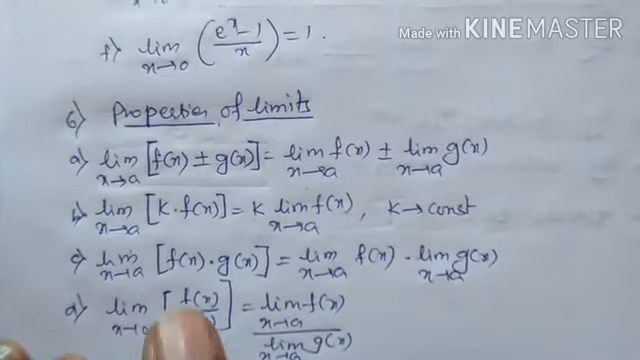 Made with KINEMASTER
f) lim x→0 (e^x - 1 / x) = 1.
6) Properties of limits
a) lim x→a [f(x) ± g(x)] = lim x→a f(x) ± lim x→a g(x)
b) lim x→a [K·f(x)] = K lim x→a f(x), K → const
c) lim x→a [f(x)·g(x)] = lim x→a f(x) · lim x→a g(x)
d) lim [f(x) ] = lim x→a f(x) / lim x→a g(x)